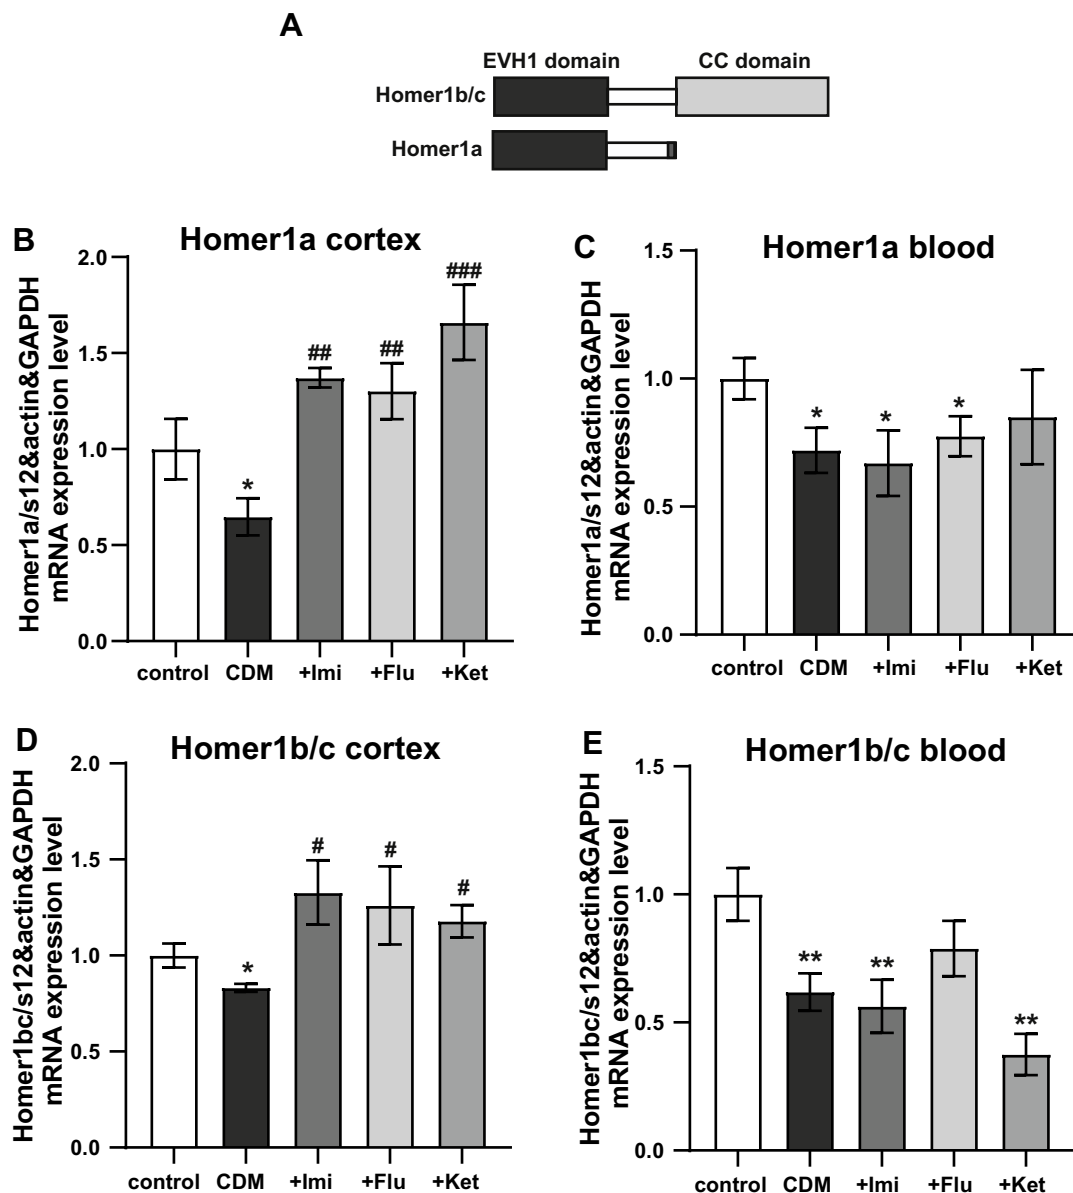 A
EVH1 domain CC domain
Homer1b/c
Homer1a
B
Homer1a cortex
Homer1a/s12&actin&GAPDH
mRNA expression level
2.0
1.5
1.0
0.5
0.0
*
##
##
###
control CDM +Imi +Flu +Ket
C
Homer1a blood
Homer1a/s12&actin&GAPDH
mRNA expression level
1.5
1.0
0.5
0.0
*
*
*
control CDM +Imi +Flu +Ket
D
Homer1b/c cortex
Homer1bc/s12&actin&GAPDH
mRNA expression level
2.0
1.5
1.0
0.5
0.0
*
#
#
#
control CDM +Imi +Flu +Ket
E
Homer1b/c blood
Homer1bc/s12&actin&GAPDH
mRNA expression level
1.5
1.0
0.5
0.0
**
**
**
control CDM +Imi +Flu +Ket